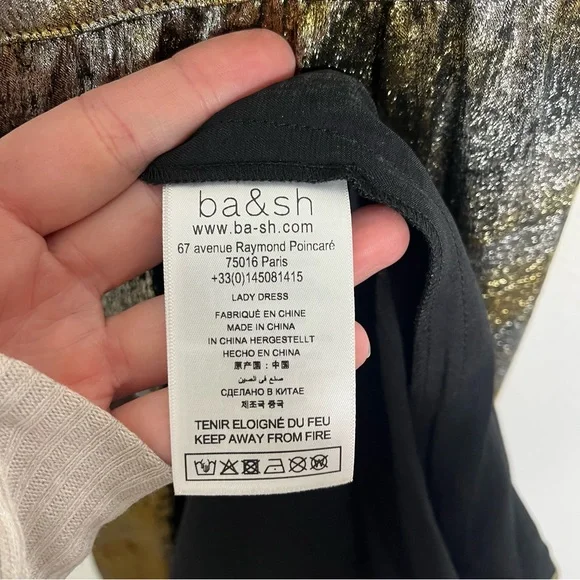 ba&sh
www.ba-sh.com
67 avenue Raymond Poincaré
75016 Paris
+33(0)145081415
LADY DRESS
FABRIQUÉ EN CHINE
MADE IN CHINA
IN CHINA HERGESTELLT
HECHO EN CHINA
原产国：中国
صنع في الصين
СДЕЛАНО В КИТАЕ
제조국 중국
TENIR ELOIGNÉ DU FEU
KEEP AWAY FROM FIRE